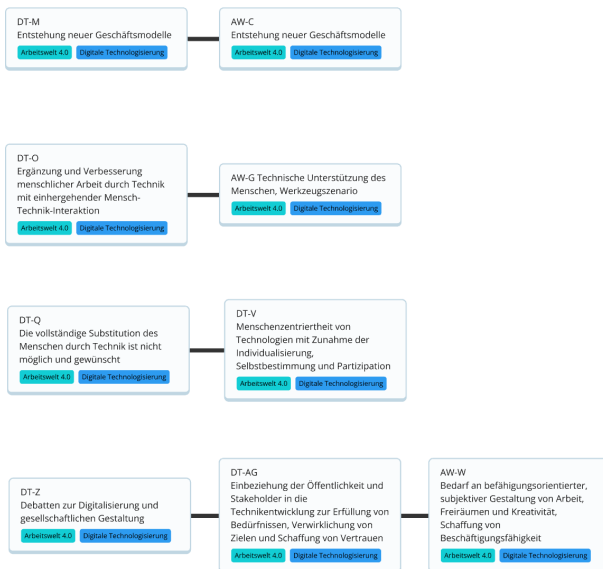 DT-M
Entstehung neuer Geschäftsmodelle
Arbeitswelt 4.0 Digitale Technologisierung
AW-C
Entstehung neuer Geschäftsmodelle
Arbeitswelt 4.0 Digitale Technologisierung
DT-O
Ergänzung und Verbesserung
menschlicher Arbeit durch Technik
mit einhergehender Mensch-
Technik-Interaktion
Arbeitswelt 4.0 Digitale Technologisierung
AW-G Technische Unterstützung des
Menschen, Werkzeugszenario
Arbeitswelt 4.0 Digitale Technologisierung
DT-Q
Die vollständige Substitution des
Menschen durch Technik ist nicht
möglich und gewünscht
Arbeitswelt 4.0 Digitale Technologisierung
DT-V
Menschenzentriertheit von
Technologien mit Zunahme der
Individualisierung,
Selbstbestimmung und Partizipation
Arbeitswelt 4.0 Digitale Technologisierung
DT-Z
Debatten zur Digitalisierung und
gesellschaftlichen Gestaltung
Arbeitswelt 4.0 Digitale Technologisierung
DT-AG
Einbeziehung der Öffentlichkeit und
Stakeholder in die
Technikentwicklung zur Erfüllung von
Bedürfnissen, Verwirklichung von
Zielen und Schaffung von Vertrauen
Arbeitswelt 4.0 Digitale Technologisierung
AW-W
Bedarf an befähigungsorientierter,
subjektiver Gestaltung von Arbeit,
Freiräumen und Kreativität,
Schaffung von
Beschäftigungsfähigkeit
Arbeitswelt 4.0 Digitale Technologisierung